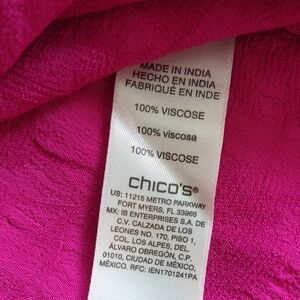 MADE IN INDIA
HECHO EN INDIA
FABRIQUÉ EN INDE
100% VISCOSE
100% viscosa
100% VISCOSE
chico's®
US: 11215 METRO PARKWAY
FORT MYERS, FL 33966
MX: IB ENTERPRISES S.A. DE
C.V. CALZADA DE LOS
LEONES NO. 170, PISO 1,
COL. LOS ALPES, DEL.
ÁLVARO OBREGÓN, C.P.
01010, CIUDAD DE MÉXICO,
MÉXICO. RFC: IEN1701241PA